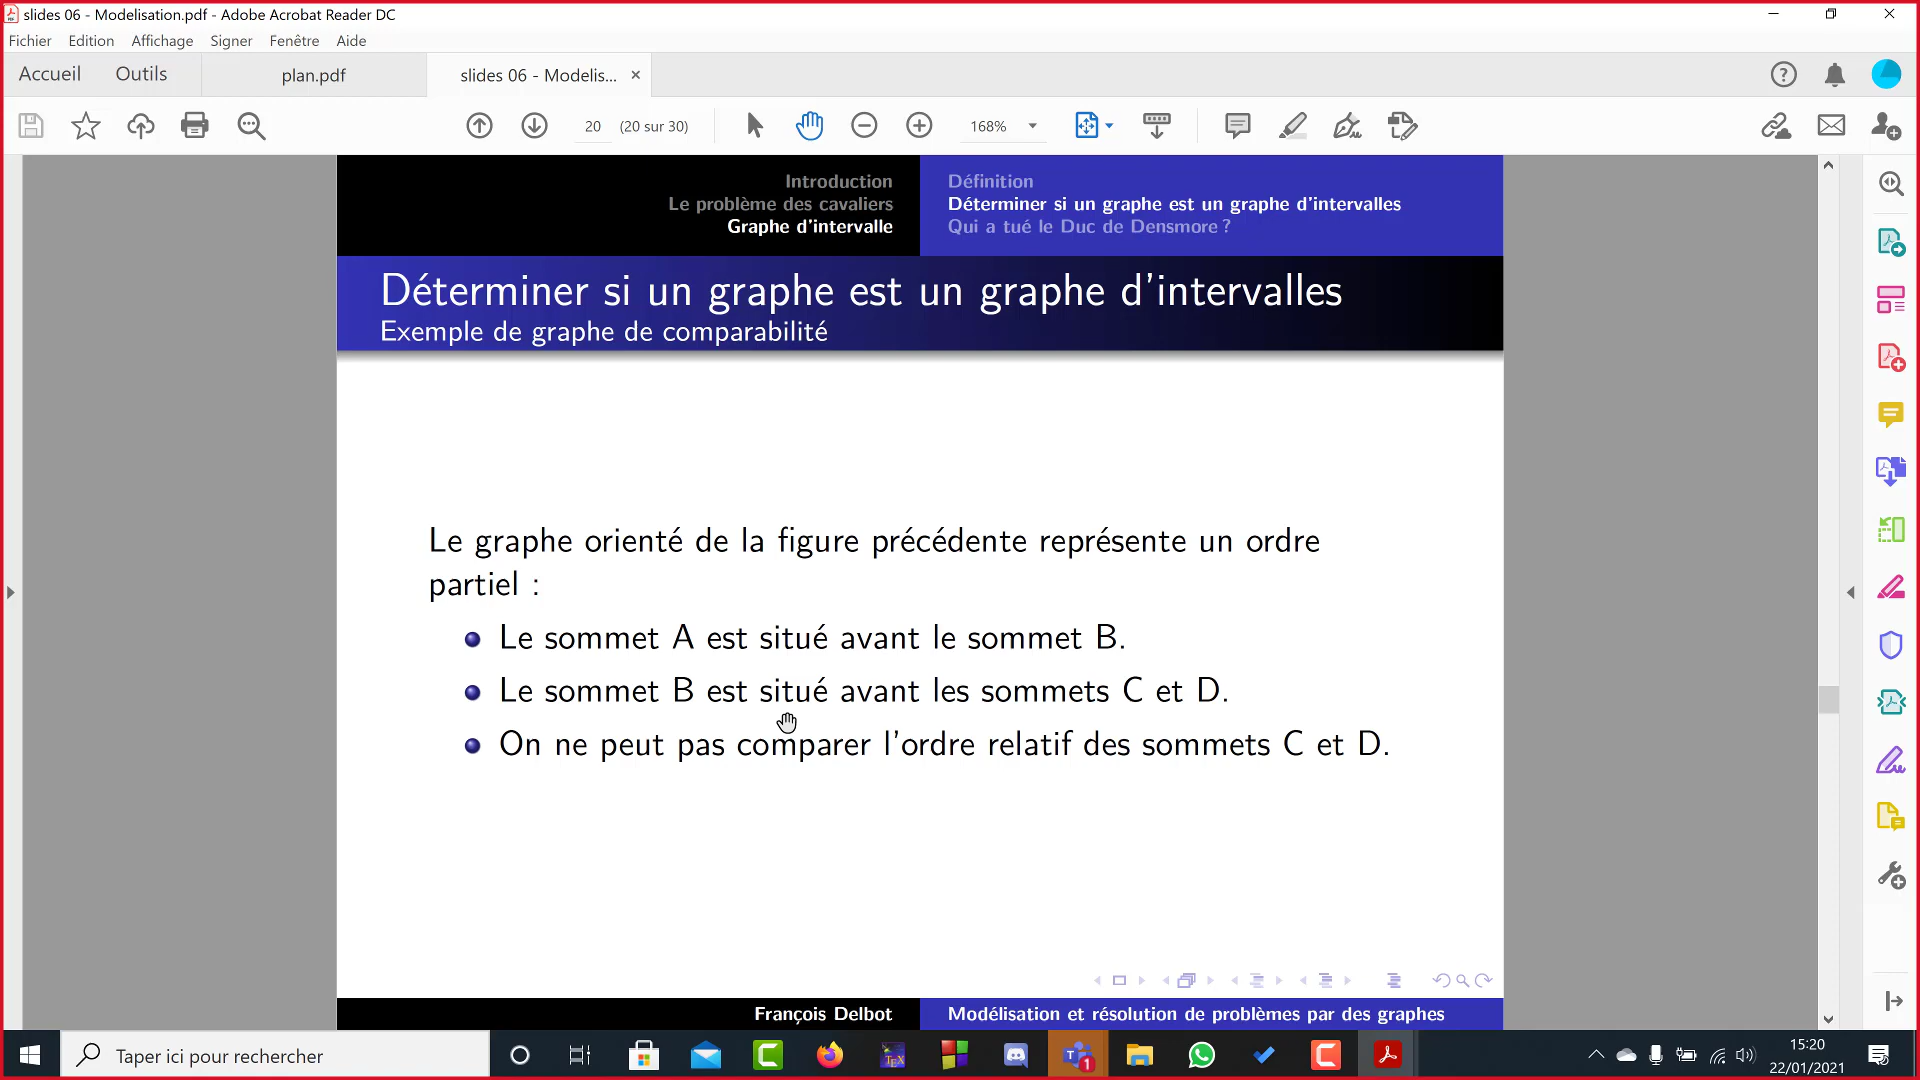 slides 06 - Modelisation.pdf - Adobe Acrobat Reader DC
Fichier Edition Affichage Signer Fenêtre Aide
Accueil Outils plan.pdf slides 06 - Modelis... ×
20 (20 sur 30) 168%
Introduction
Le problème des cavaliers
Graphe d'intervalle
Définition
Déterminer si un graphe est un graphe d'intervalles
Qui a tué le Duc de Densmore ?
Déterminer si un graphe est un graphe d'intervalles
Exemple de graphe de comparabilité
Le graphe orienté de la figure précédente représente un ordre
partiel :
Le sommet A est situé avant le sommet B.
Le sommet B est situé avant les sommets C et D.
On ne peut pas comparer l'ordre relatif des sommets C et D.
François Delbot
Modélisation et résolution de problèmes par des graphes
Taper ici pour rechercher
15:20
22/01/2021